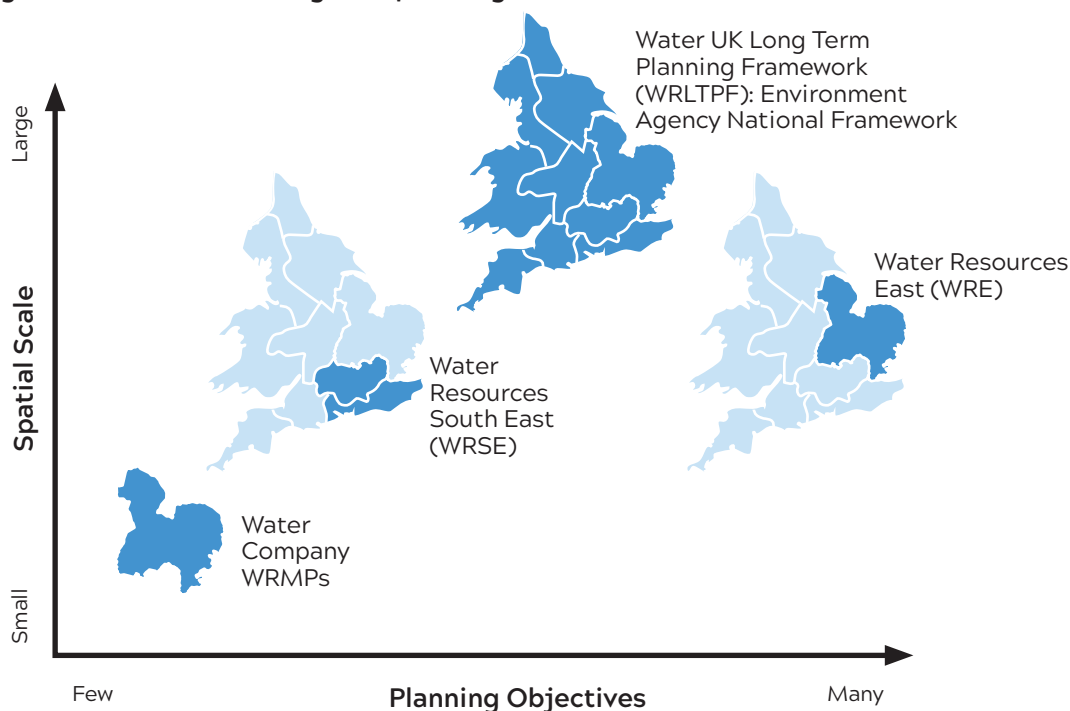 Water UK Long Term
Planning Framework
(WRLTPF): Environment
Agency National Framework
Large
Water Resources
East (WRE)
Spatial Scale
Water
Resources
South East
(WRSE)
Water
Company
WRMPs
Small
Few
Planning Objectives
Many